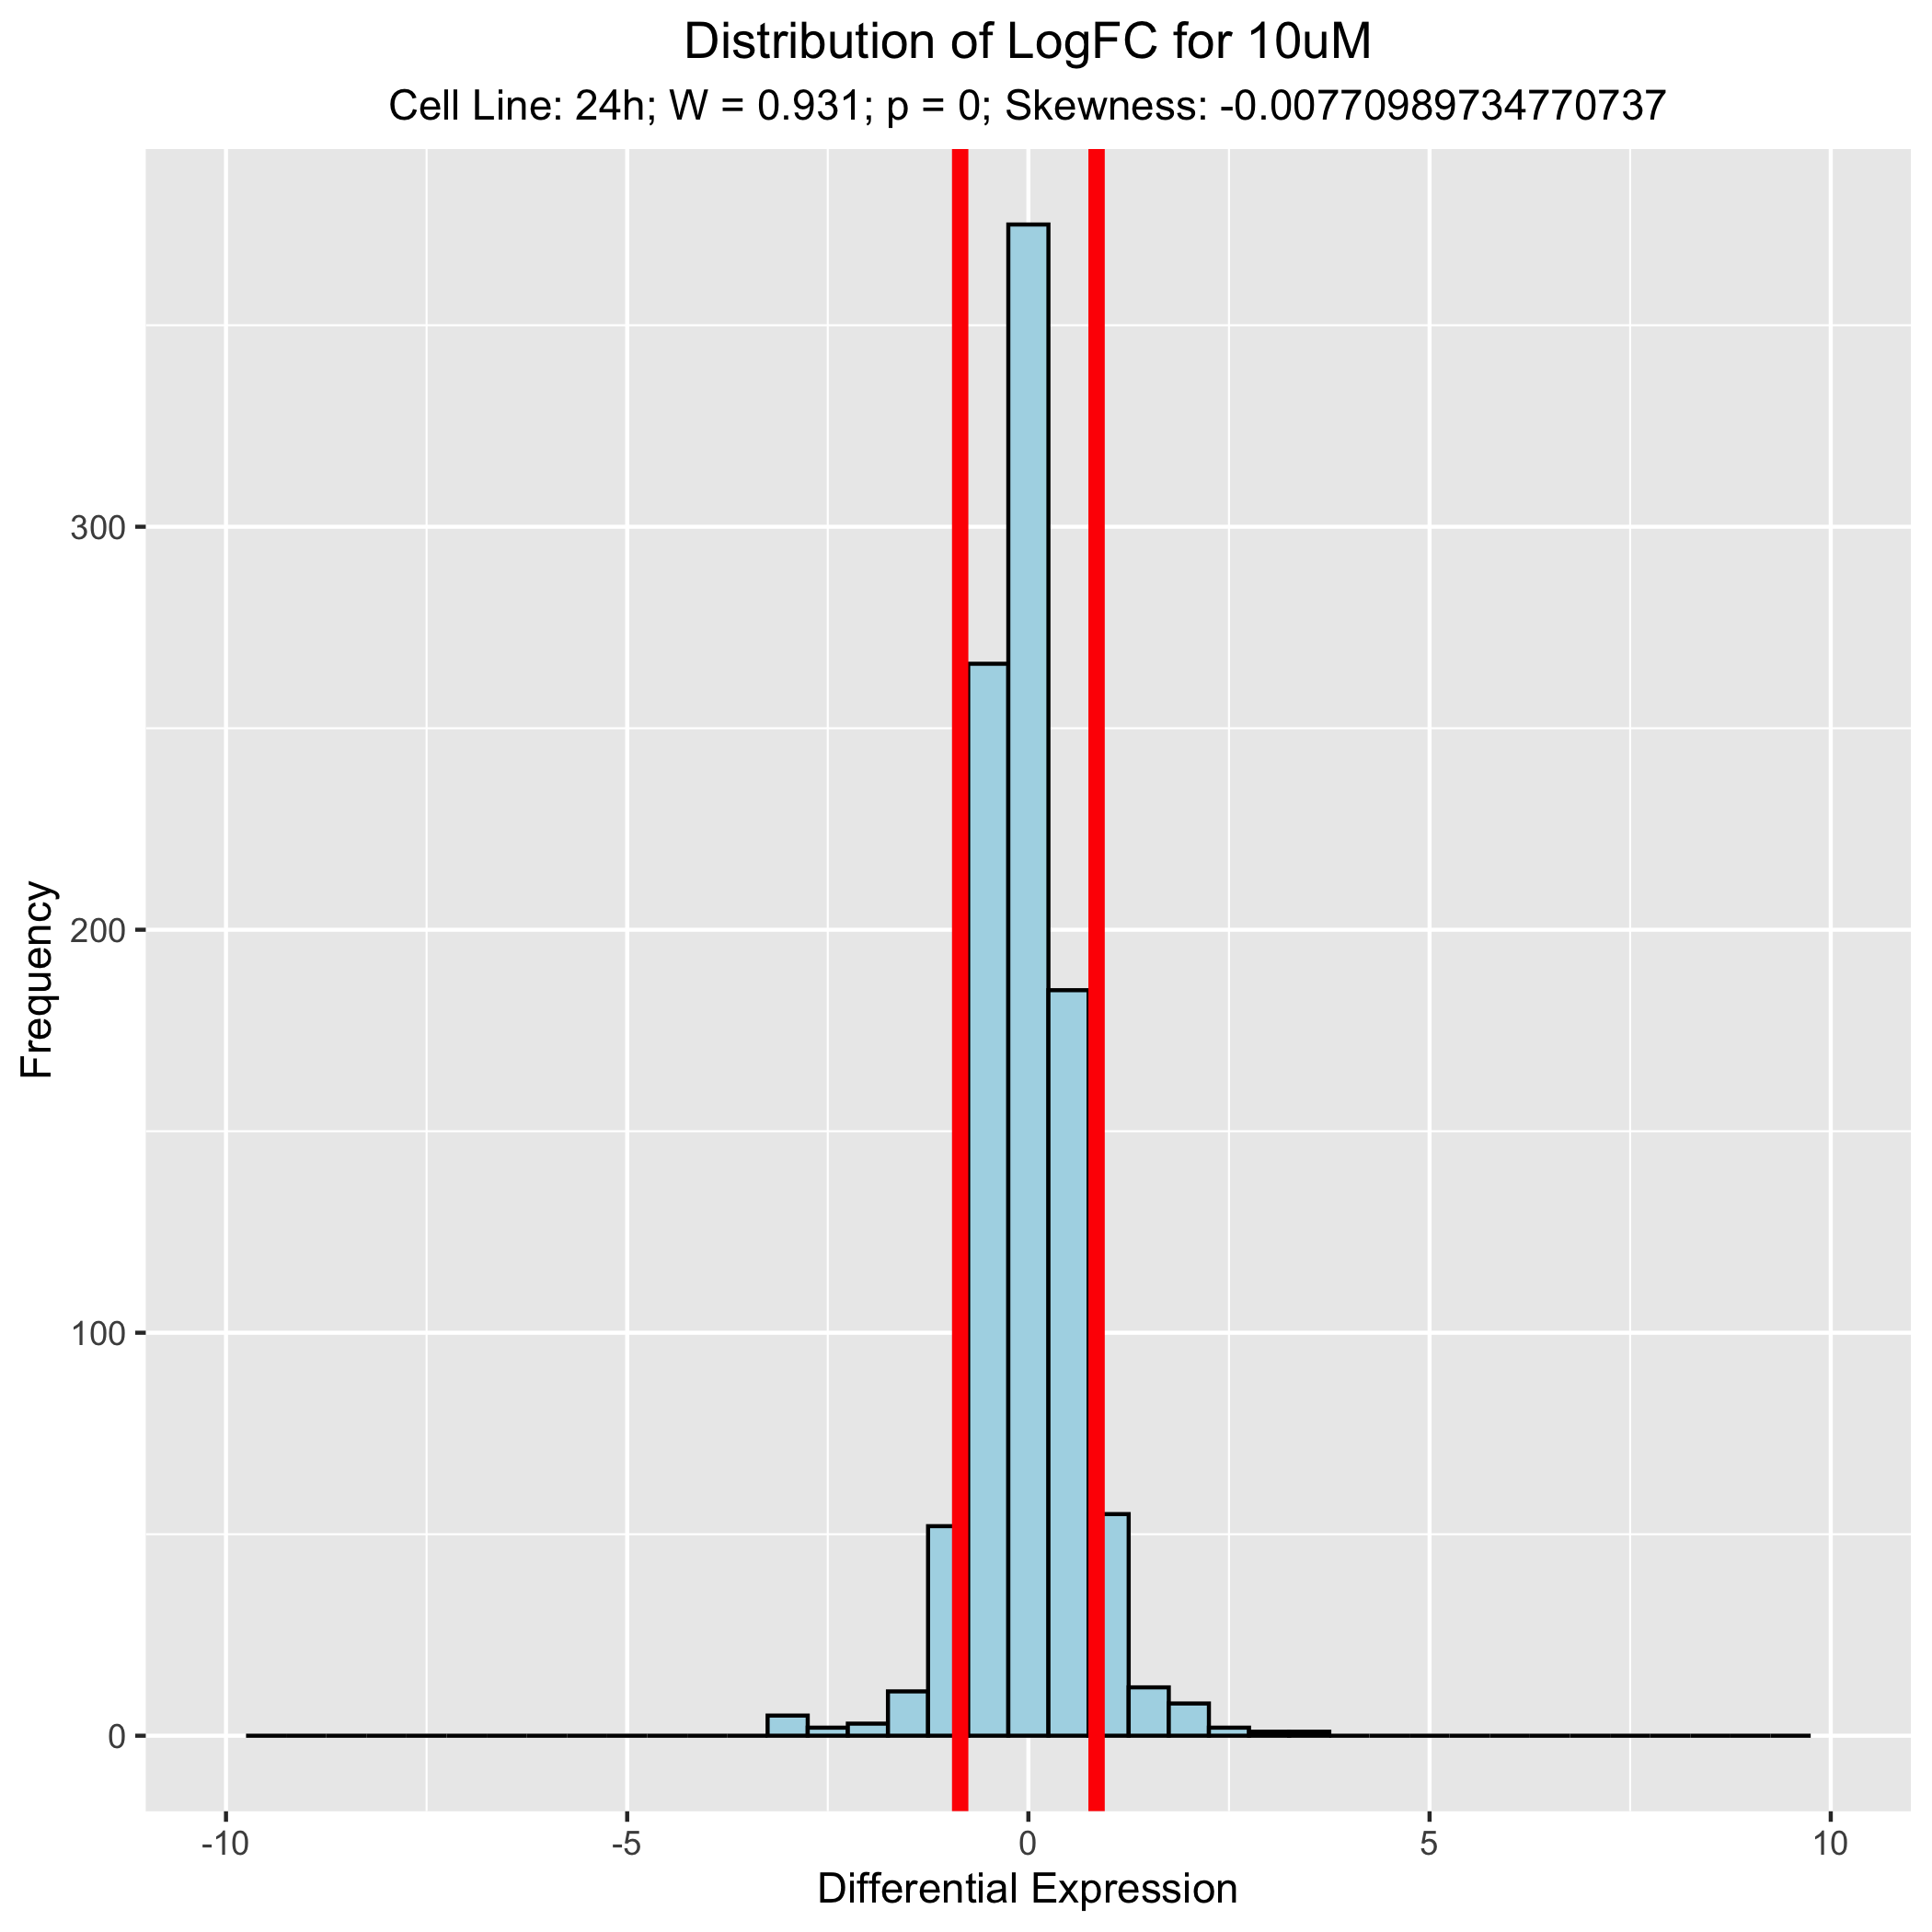 Distribution of LogFC for 10uM
Cell Line: 24h; W = 0.931; p = 0; Skewness: -0.00770989734770737
Frequency
300
200
100
0
-10
-5
0
5
10
Differential Expression